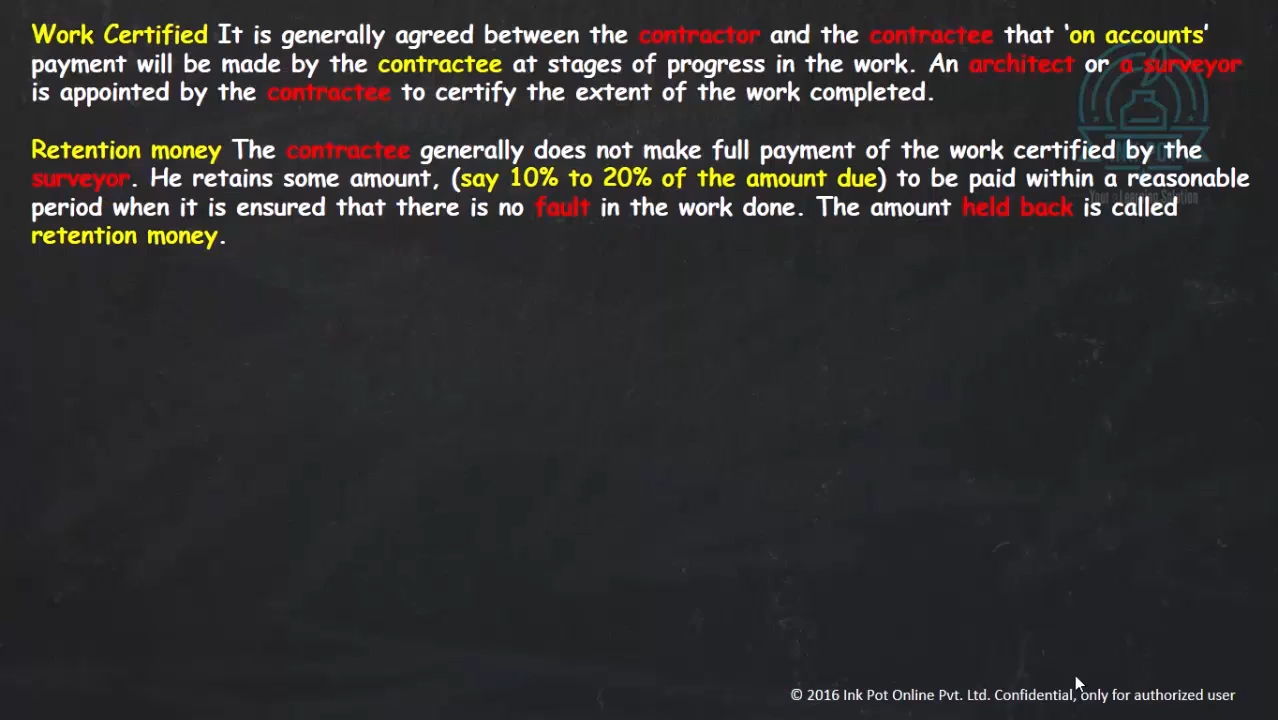 Work Certified It is generally agreed between the contractor and the contractee that ‘on accounts’
payment will be made by the contractee at stages of progress in the work. An architect or a surveyor
is appointed by the contractee to certify the extent of the work completed.
Retention money The contractee generally does not make full payment of the work certified by the
surveyor. He retains some amount, (say 10% to 20% of the amount due) to be paid within a reasonable
period when it is ensured that there is no fault in the work done. The amount held back is called
retention money.
INK POT
Your eLearning Solution
© 2016 Ink Pot Online Pvt. Ltd. Confidential, only for authorized user